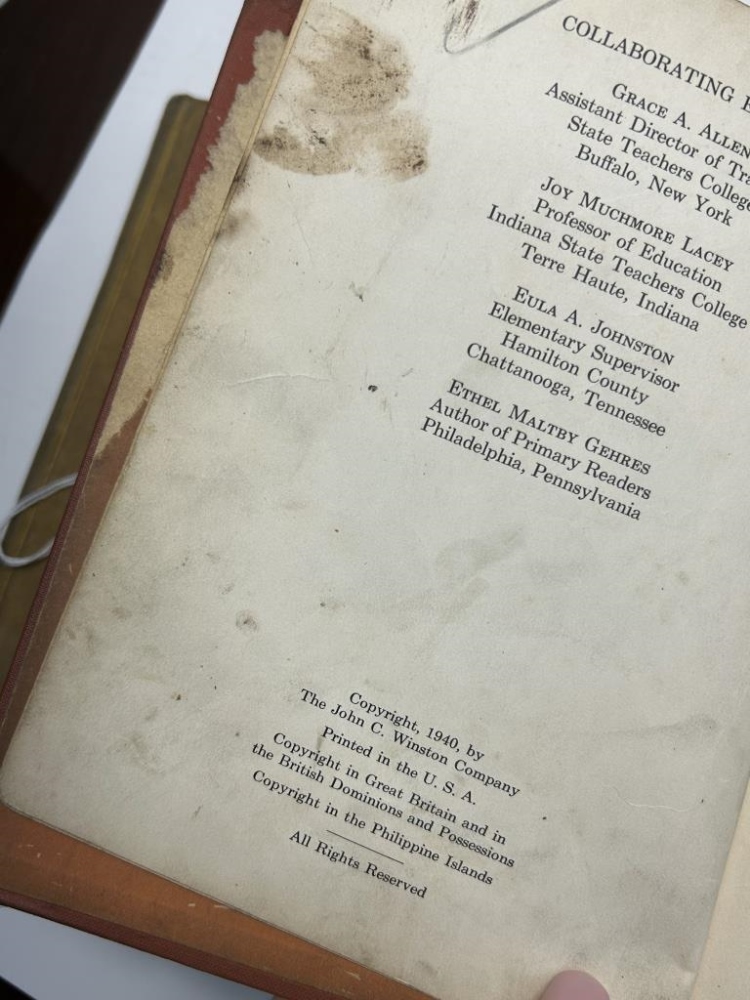 COLLABORATING
GRACE A. ALLEN
Assistant Director of
State Teachers College
Buffalo, New York
JOY MUCHMORE LACEY
Professor of Education
Indiana State Teachers College
Terre Haute, Indiana
EULA A. JOHNSTON
Elementary Supervisor
Hamilton County
Chattanooga, Tennessee
ETHEL MALTBY GEHRES
Author of Primary Readers
Philadelphia, Pennsylvania
Copyright, 1940, by
The John C. Winston Company
Printed in the U. S. A.
Copyright in Great Britain and in
the British Dominions and Possessions
Copyright in the Philippine Islands
All Rights Reserved